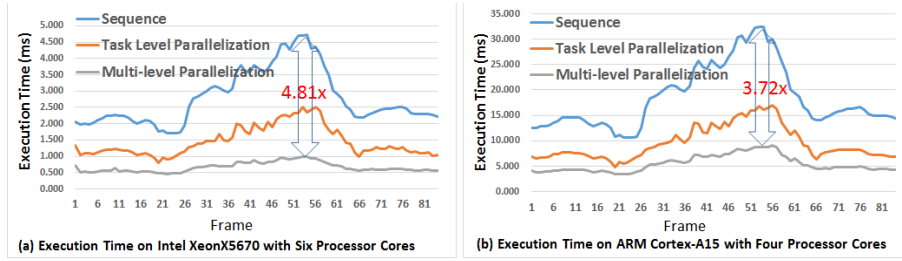 5.000
4.500
4.000
3.500
3.000
2.500
2.000
1.500
1.000
0.500
0.000
Execution Time (ms)
Sequence
Task Level Parallelization
Multi-level Parallelization
4.81x
1 6 11 16 21 26 31 36 41 46 51 56 61 66 71 76 81
Frame
(a) Execution Time on Intel XeonX5670 with Six Processor Cores
35.000
30.000
25.000
20.000
15.000
10.000
5.000
0.000
Execution Time (ms)
Sequence
Task Level Parallelization
Multi-level Parallelization
3.72x
1 6 11 16 21 26 31 36 41 46 51 56 61 66 71 76 81
Frame
(b) Execution Time on ARM Cortex-A15 with Four Processor Cores